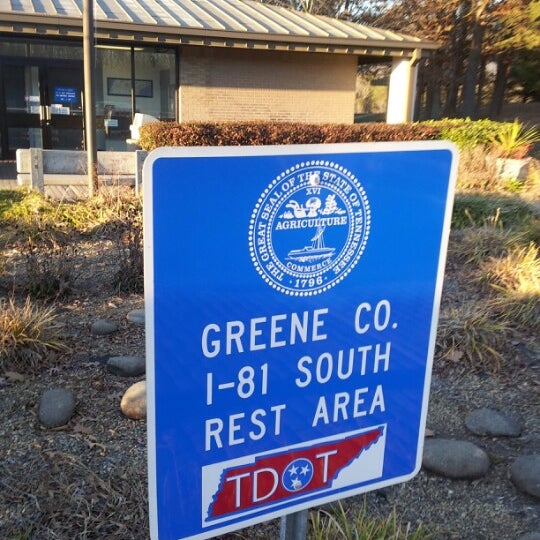 THE GREAT SEAL OF THE STATE OF TENNESSEE
XVI
AGRICULTURE
COMMERCE
1796
GREENE CO.
I-81 SOUTH
REST AREA
TDOT